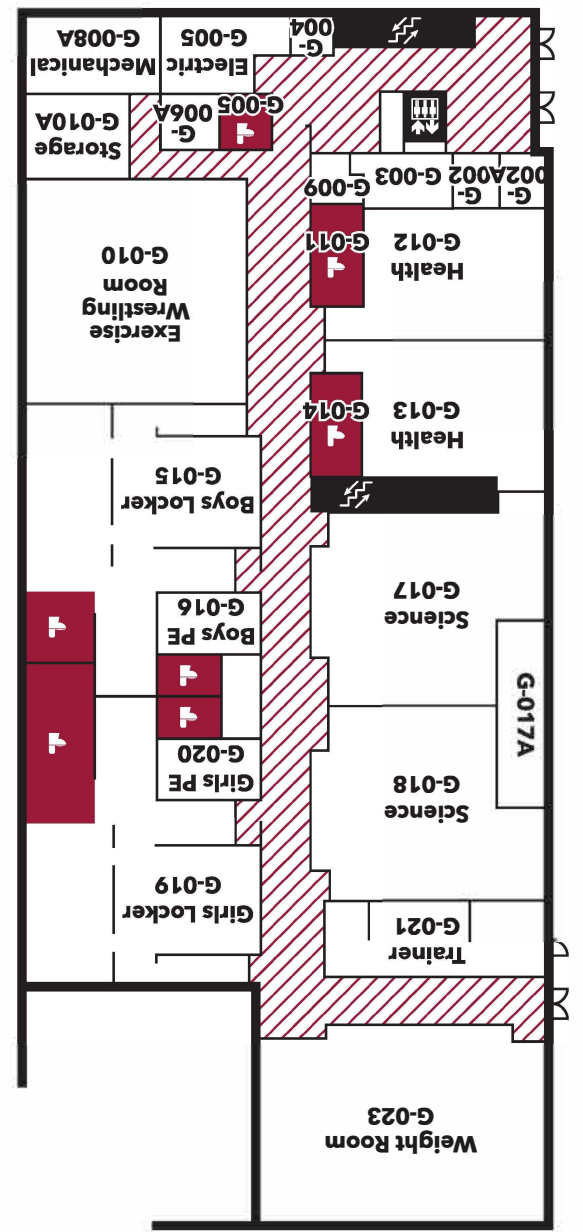 Weight Room
G-023
Trainer
G-021
Girls Locker
G-019
Science
G-018
Girls PE
G-020
G-017A
Science
G-017
Boys PE
G-016
Boys Locker
G-015
Health
G-013
G-014
Exercise
Wrestling
Room
G-010
Health
G-012
G-011
G-
002A
G-
002
G-003
G-009
Storage
G-010A
G-
006A
G-005
G-
004
Electric
G-005
Mechanical
G-008A